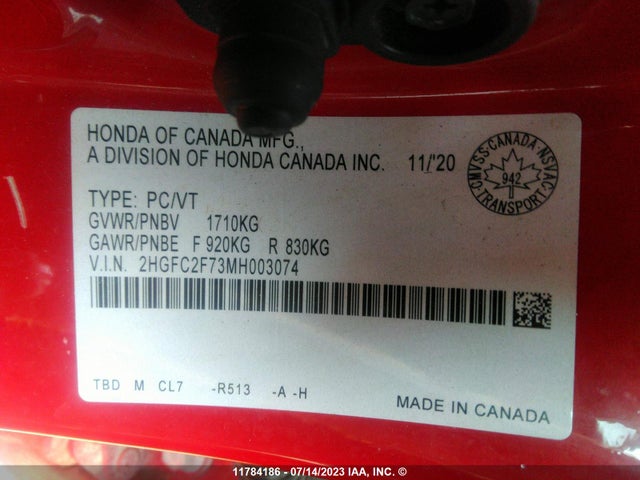 HONDA OF CANADA MFG.,
A DIVISION OF HONDA CANADA INC. 11/'20
CMVSS·CANADA·NSVAC
942
TRANSPORT
TYPE: PC/VT
GVWR/PNBV 1710KG
GAWR/PNBE F 920KG R 830KG
V.I.N. 2HGFC2F73MH003074
TBD M CL7 -R513 -A -H
MADE IN CANADA
11784186 - 07/14/2023 IAA, INC. ©